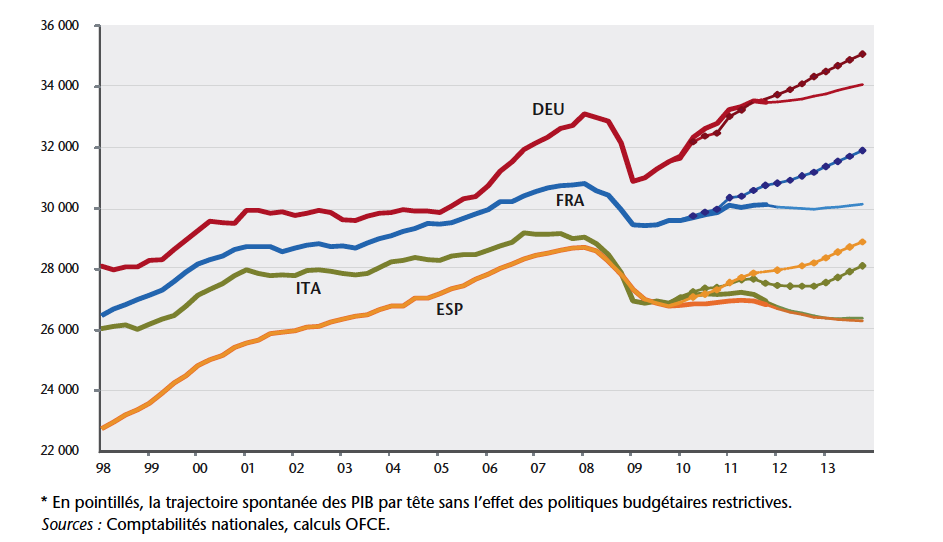 36 000
34 000
32 000
30 000
28 000
26 000
24 000
22 000
DEU
FRA
ITA
ESP
98 99 00 01 02 03 04 05 06 07 08 09 10 11 12 13
* En pointillés, la trajectoire spontanée des PIB par tête sans l'effet des politiques budgétaires restrictives.
Sources : Comptabilités nationales, calculs OFCE.